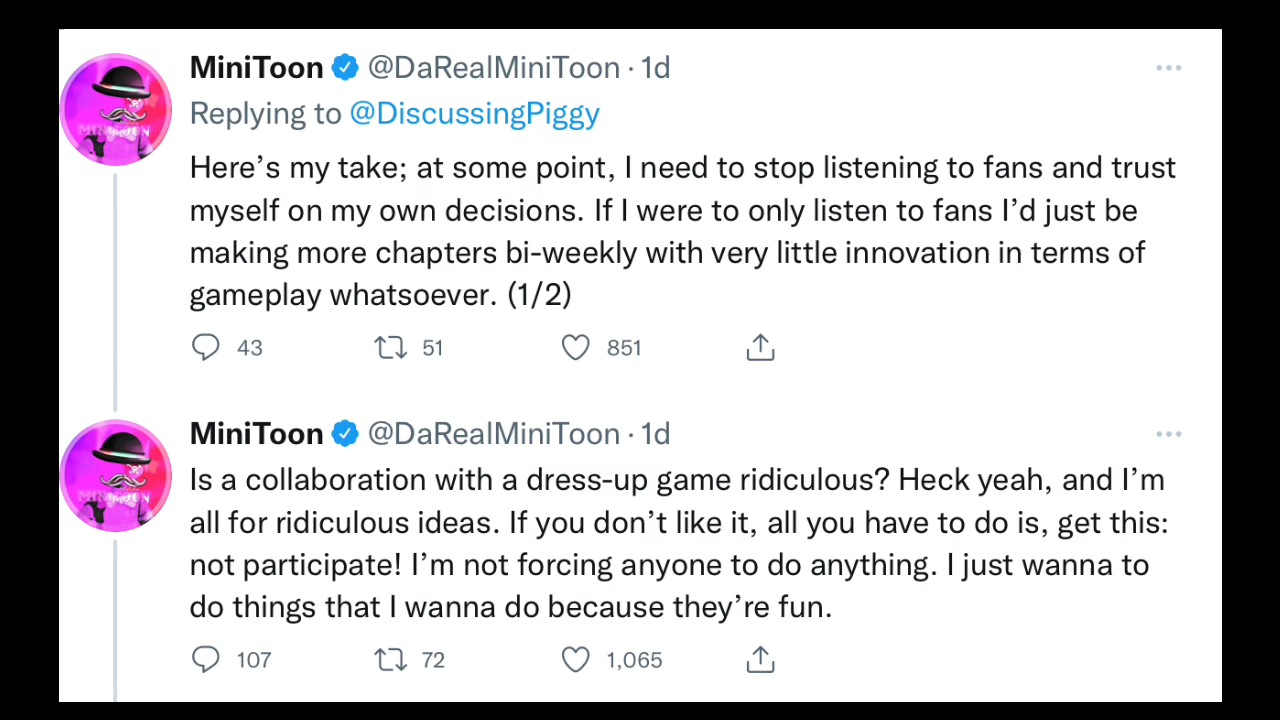 MiniToon @DaRealMiniToon · 1d
Replying to @DiscussingPiggy
Here’s my take; at some point, I need to stop listening to fans and trust
myself on my own decisions. If I were to only listen to fans I’d just be
making more chapters bi-weekly with very little innovation in terms of
gameplay whatsoever. (1/2)
43 51 851
MiniToon @DaRealMiniToon · 1d
Is a collaboration with a dress-up game ridiculous? Heck yeah, and I’m
all for ridiculous ideas. If you don’t like it, all you have to do is, get this:
not participate! I’m not forcing anyone to do anything. I just wanna to
do things that I wanna do because they’re fun.
107 72 1,065